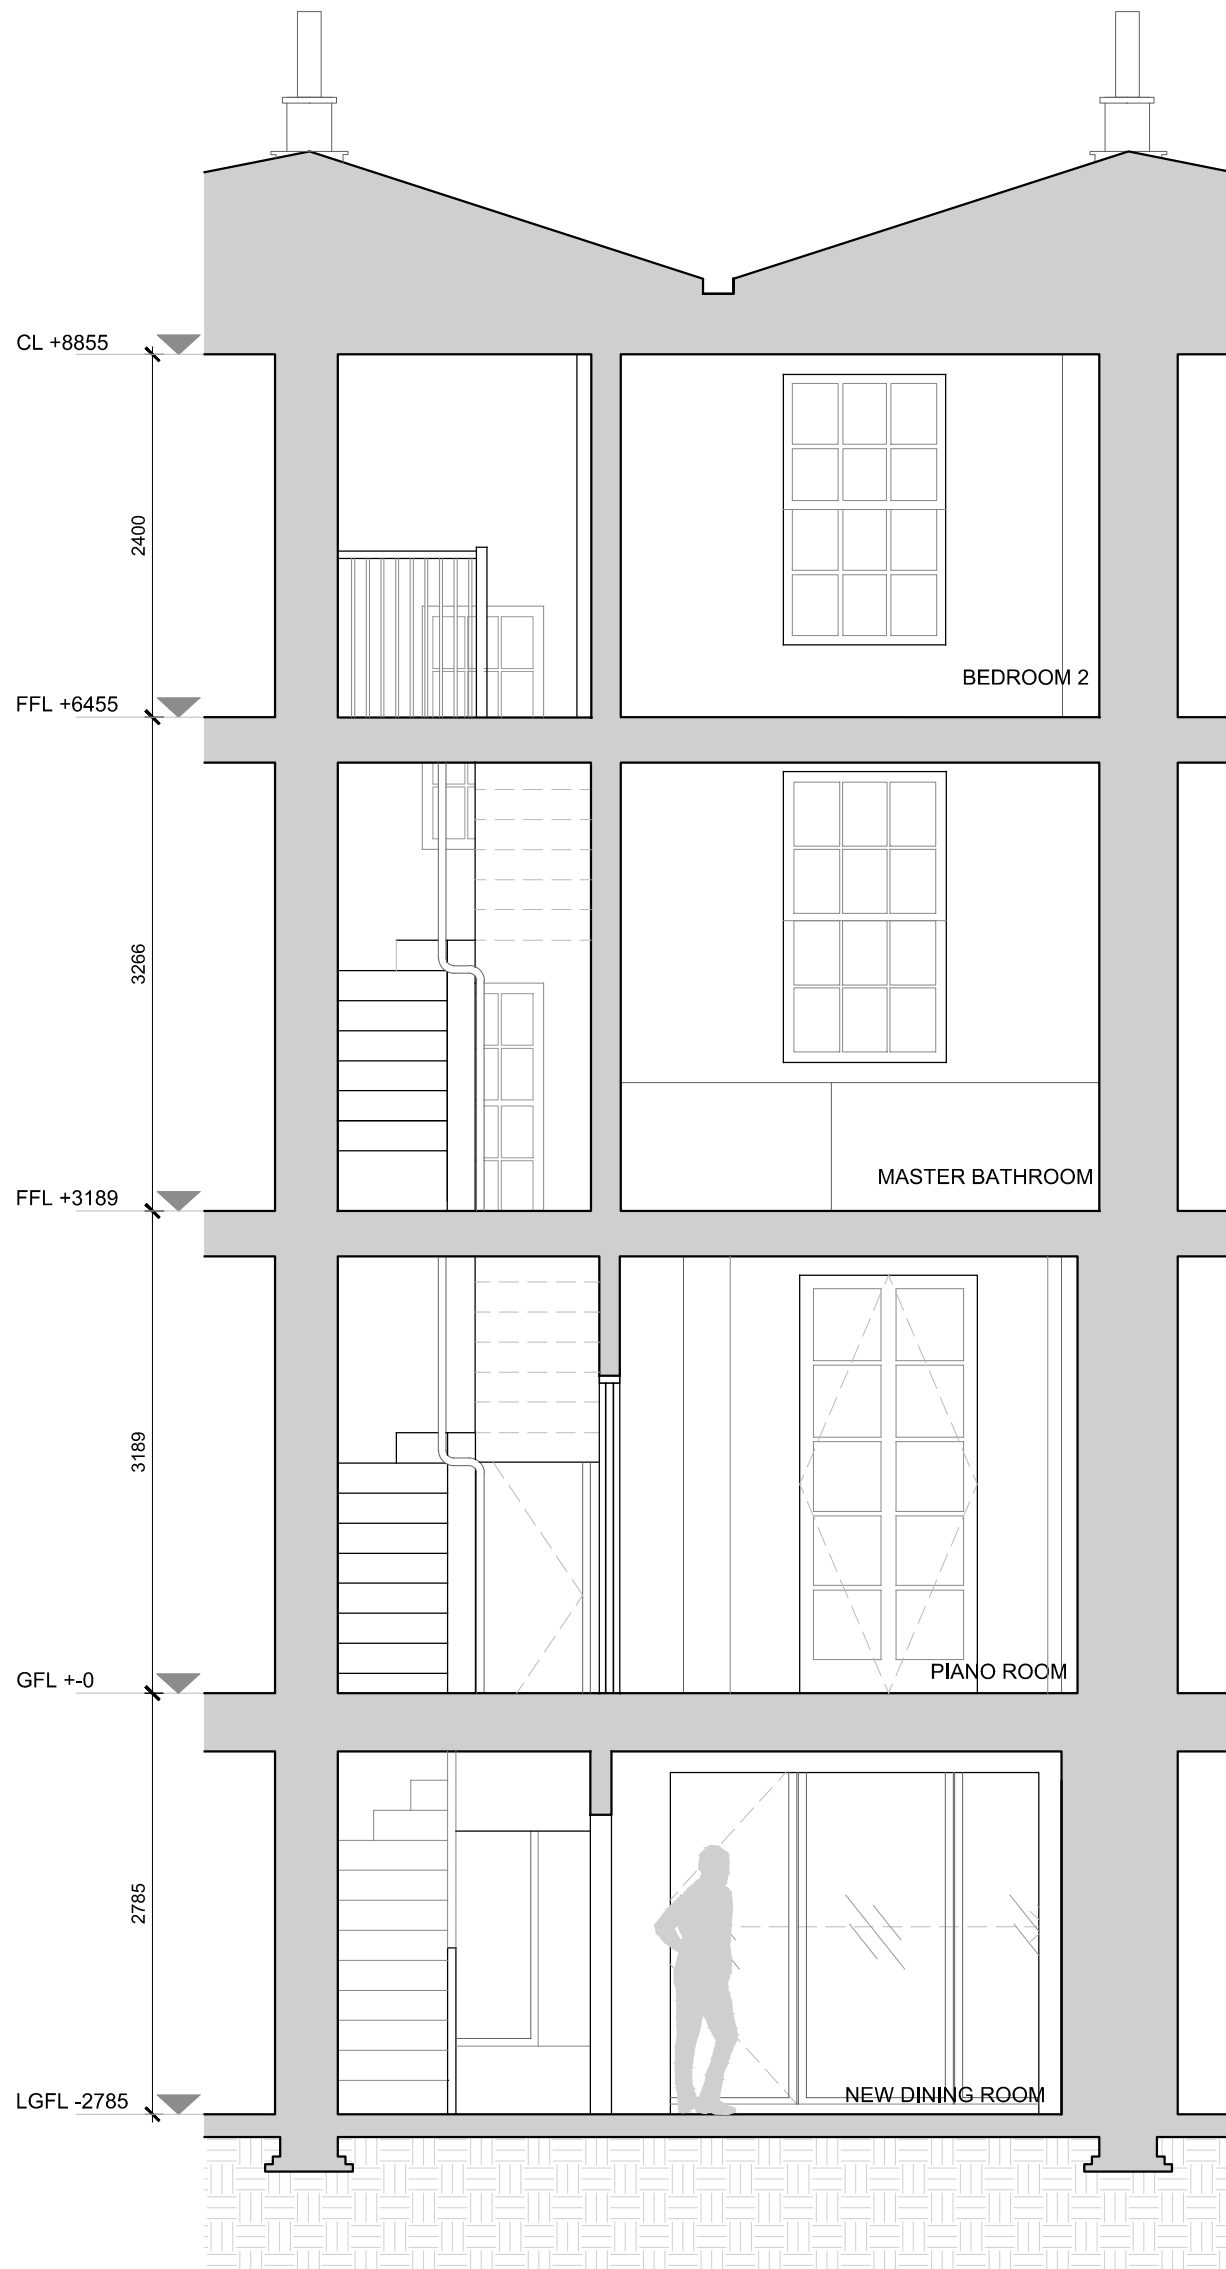 CL +8855
2400
BEDROOM 2
FFL +6455
3266
MASTER BATHROOM
FFL +3189
3189
PIANO ROOM
GFL +-0
2785
NEW DINING ROOM
LGFL -2785